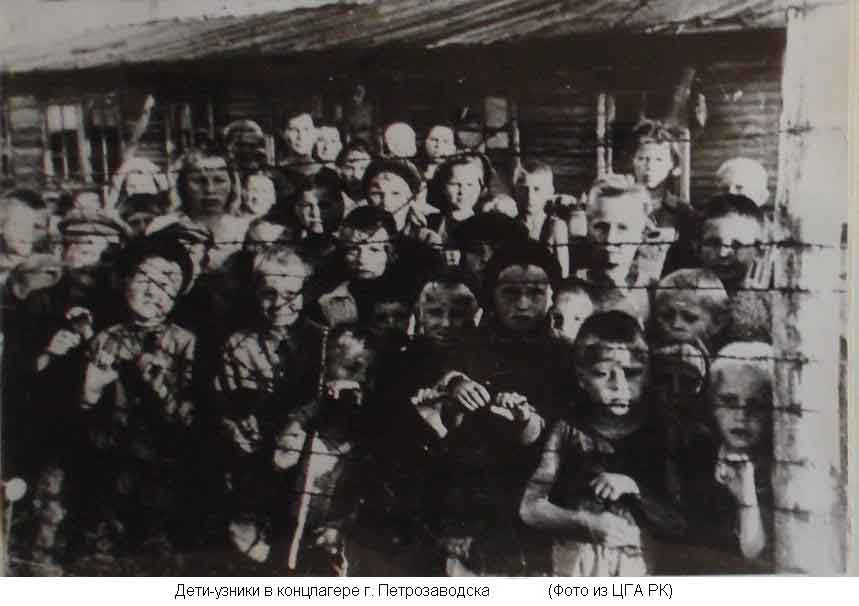 Дети-узники в концлагере г. Петрозаводска (Фото из ЦГА РК)